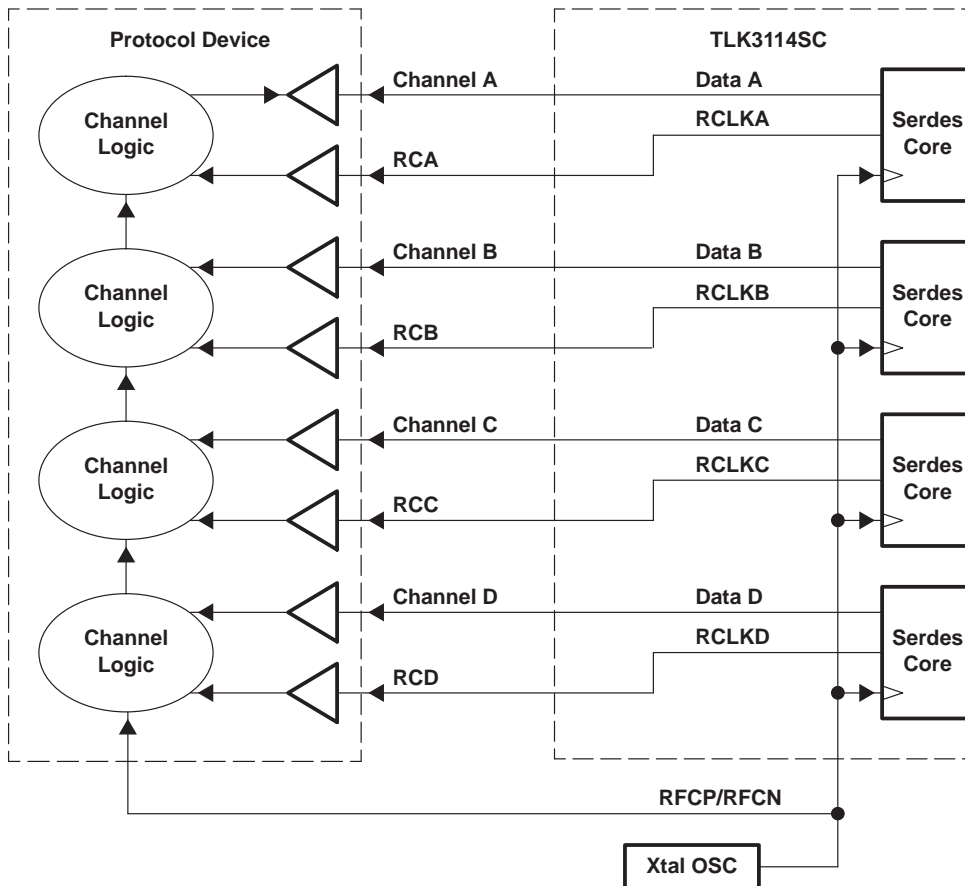 Protocol Device
TLK3114SC
Channel A
Data A
Channel
Logic
RCLKA
Serdes
Core
RCA
Channel B
Data B
Channel
Logic
RCLKB
Serdes
Core
RCB
Channel C
Data C
Channel
Logic
RCLKC
Serdes
Core
RCC
Channel D
Data D
Channel
Logic
RCLKD
Serdes
Core
RCD
RFCP/RFCN
Xtal OSC